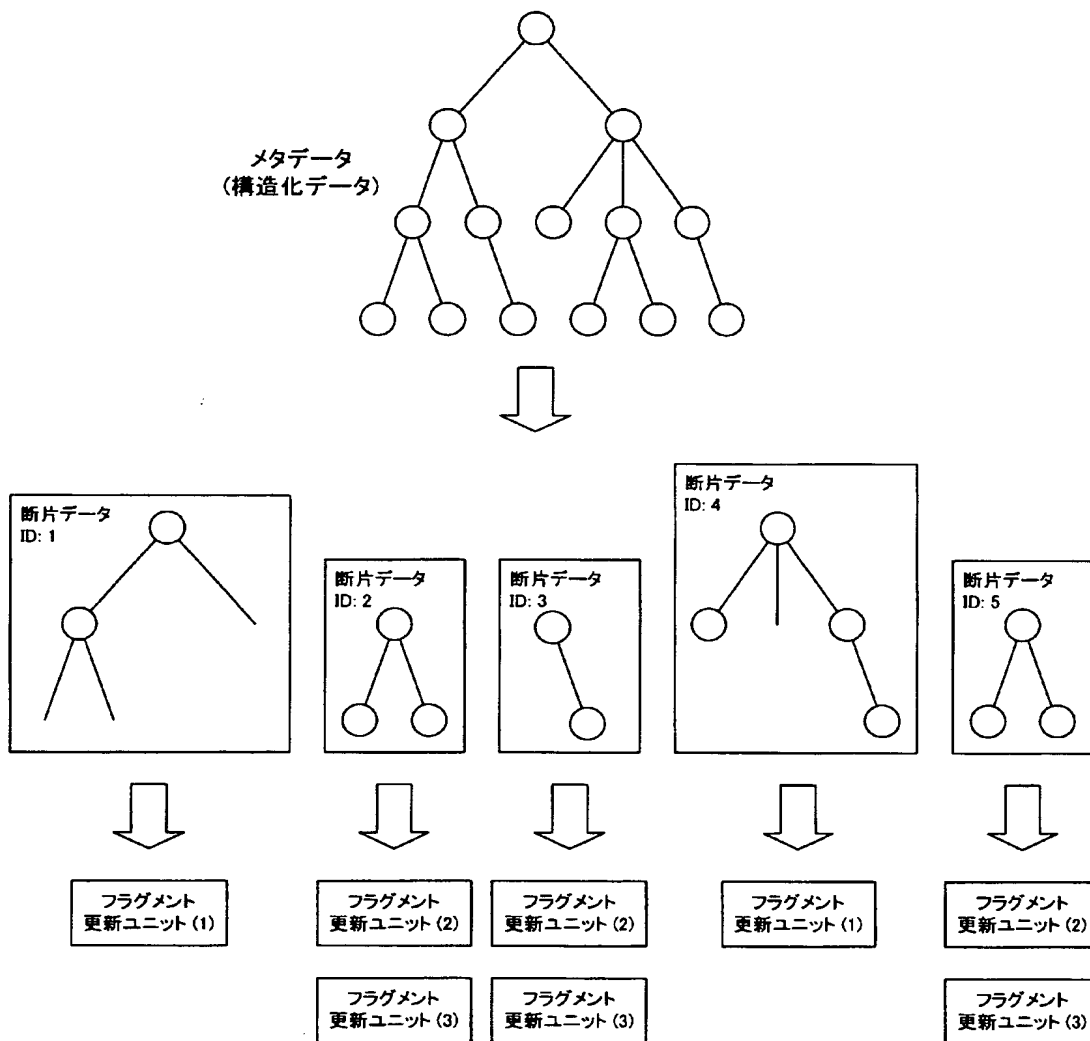 メタデータ
(構造化データ)
断片データ
ID: 1
断片データ
ID: 2
断片データ
ID: 3
断片データ
ID: 4
断片データ
ID: 5
フラグメント
更新ユニット(1)
フラグメント
更新ユニット(2)
フラグメント
更新ユニット(2)
フラグメント
更新ユニット(1)
フラグメント
更新ユニット(2)
フラグメント
更新ユニット(3)
フラグメント
更新ユニット(3)
フラグメント
更新ユニット(3)